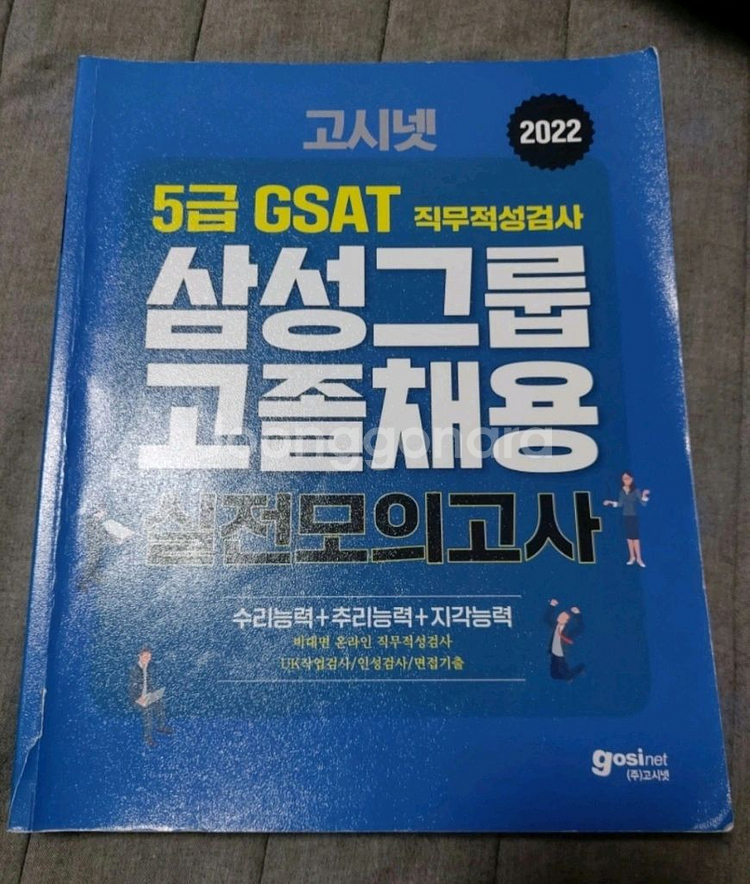 고시넷
2022
5급 GSAT 직무적성검사
삼성그룹
고졸채용
joonggonara
실전모의고사
수리능력+추리능력+지각능력
비대면 온라인 직무적성검사
UK작업검사/인성검사/면접기출
gosinet
(주)고시넷